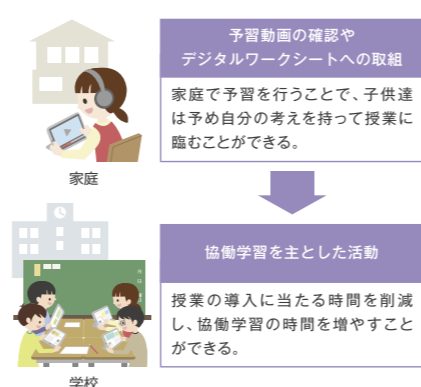 予習動画の確認や
デジタルワークシートへの取組
家庭で予習を行うことで、子供達
は予め自分の考えを持って授業に
臨むことができる。
家庭
協働学習を主とした活動
授業の導入に当たる時間を削減
し、協働学習の時間を増やすこと
ができる。
学校